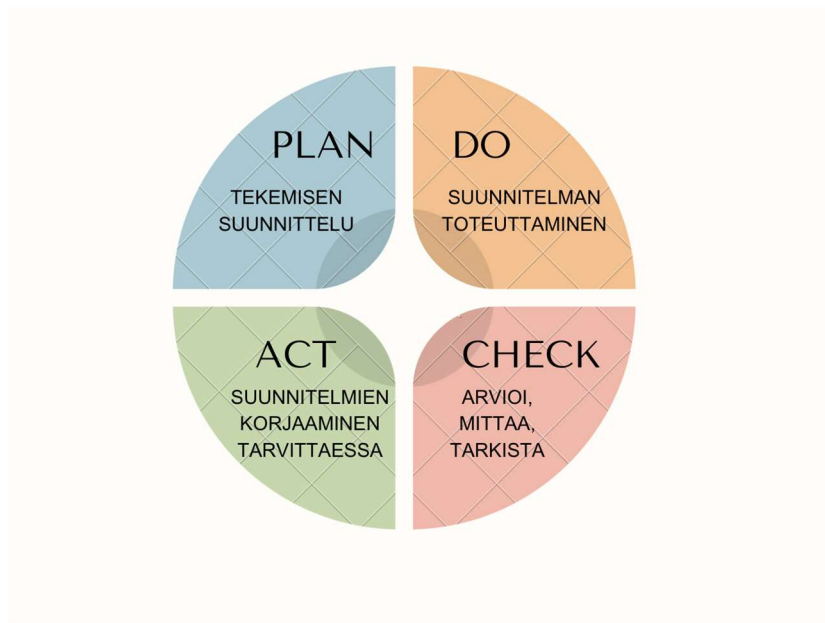 PLAN
TEKEMISEN
SUUNNITTELU
DO
SUUNNITELMAN
TOTEUTTAMINEN
ACT
SUUNNITELMIEN
KORJAAMINEN
TARVITTAESSA
CHECK
ARVIOI,
MITTAA,
TARKISTA